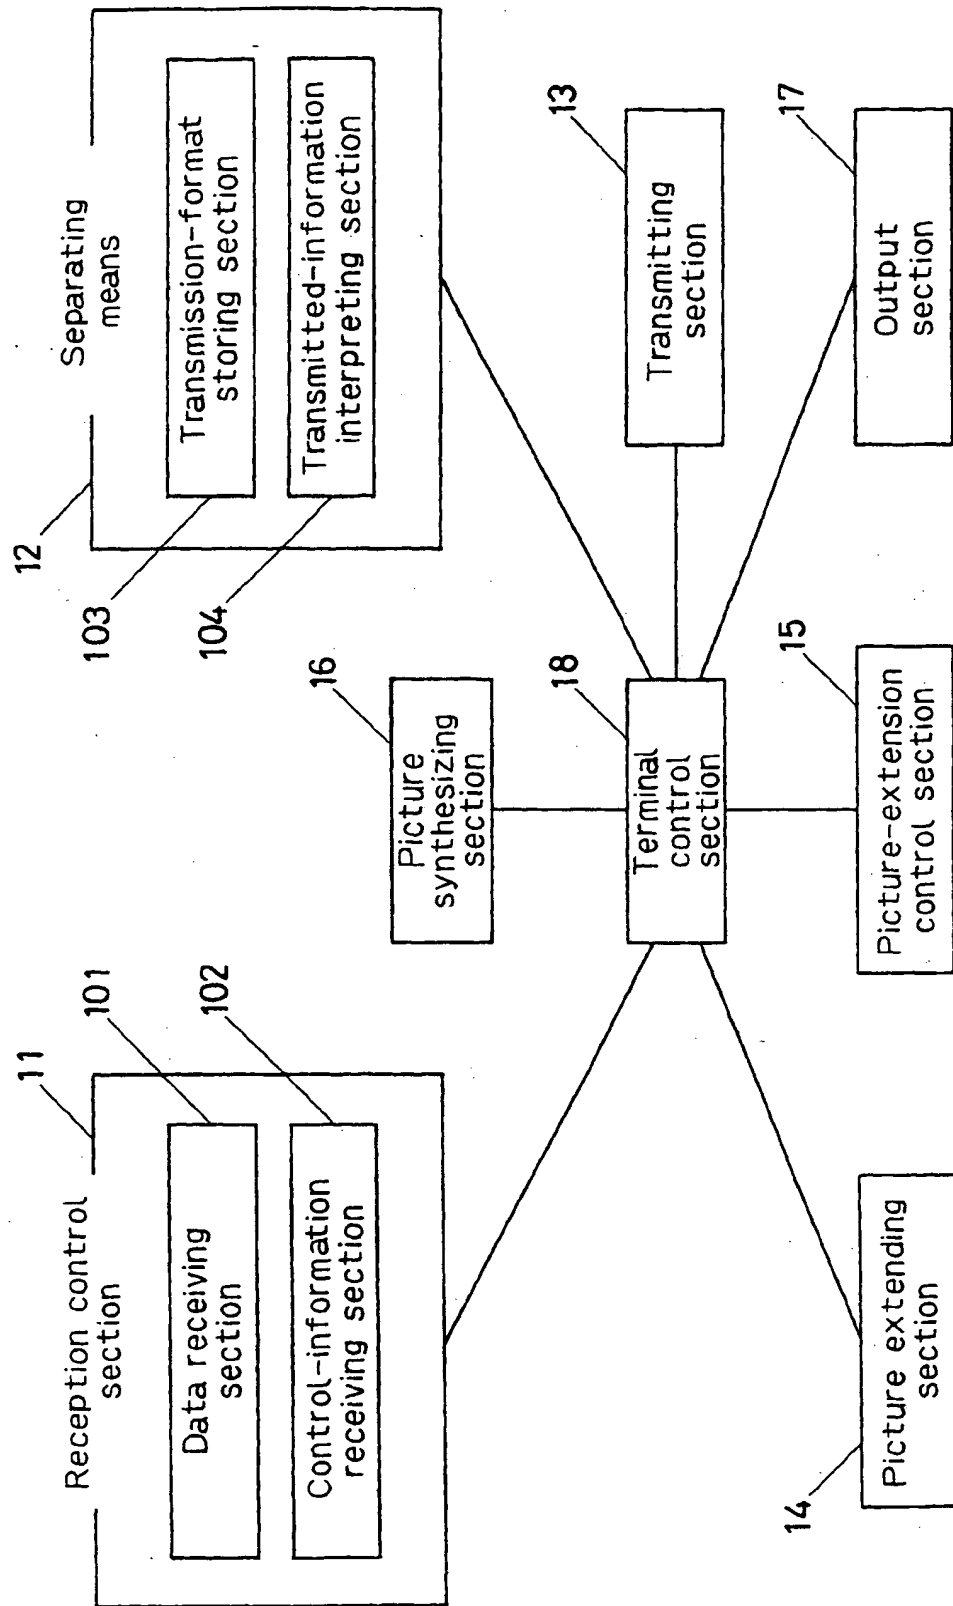 Reception control
section
11
Data receiving
section
101
Control-information
receiving section
102
Separating
means
12
Transmission-format
storing section
103
Transmitted-information
interpreting section
104
Picture
synthesizing
section
16
Terminal
control
section
18
Transmitting
section
13
Picture extending
section
14
Picture-extension
control section
15
Output
section
17